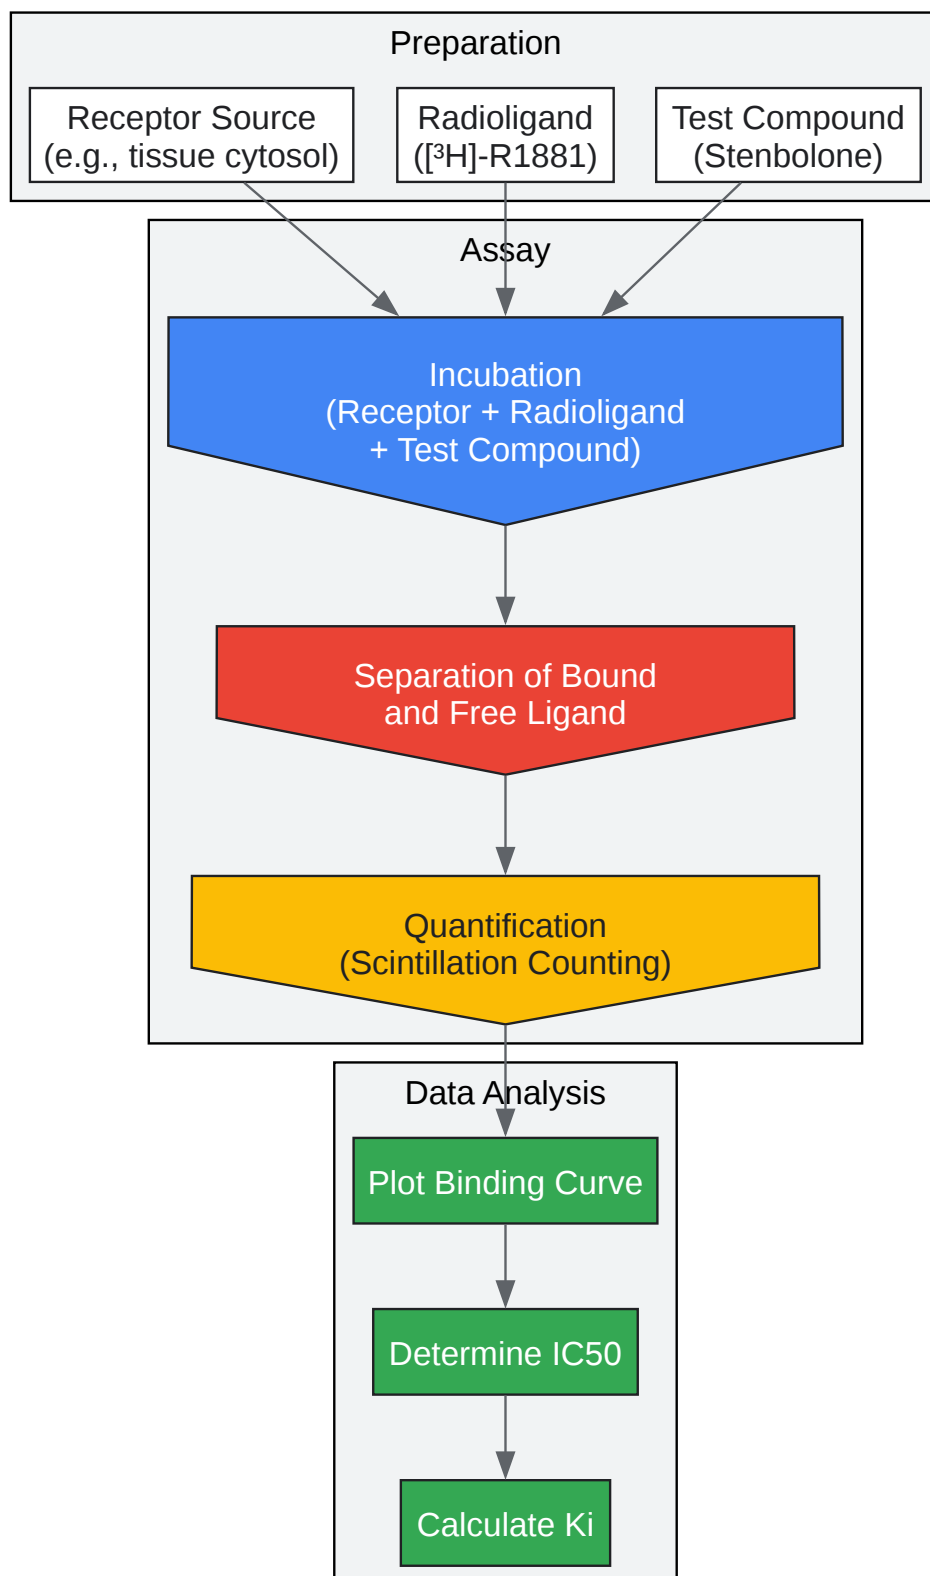 Preparation
Receptor Source
(e.g., tissue cytosol)
Radioligand
([³H]-R1881)
Test Compound
(Stenbolone)
Assay
Incubation
(Receptor + Radioligand
+ Test Compound)
Separation of Bound
and Free Ligand
Quantification
(Scintillation Counting)
Data Analysis
Plot Binding Curve
Determine IC50
Calculate Ki